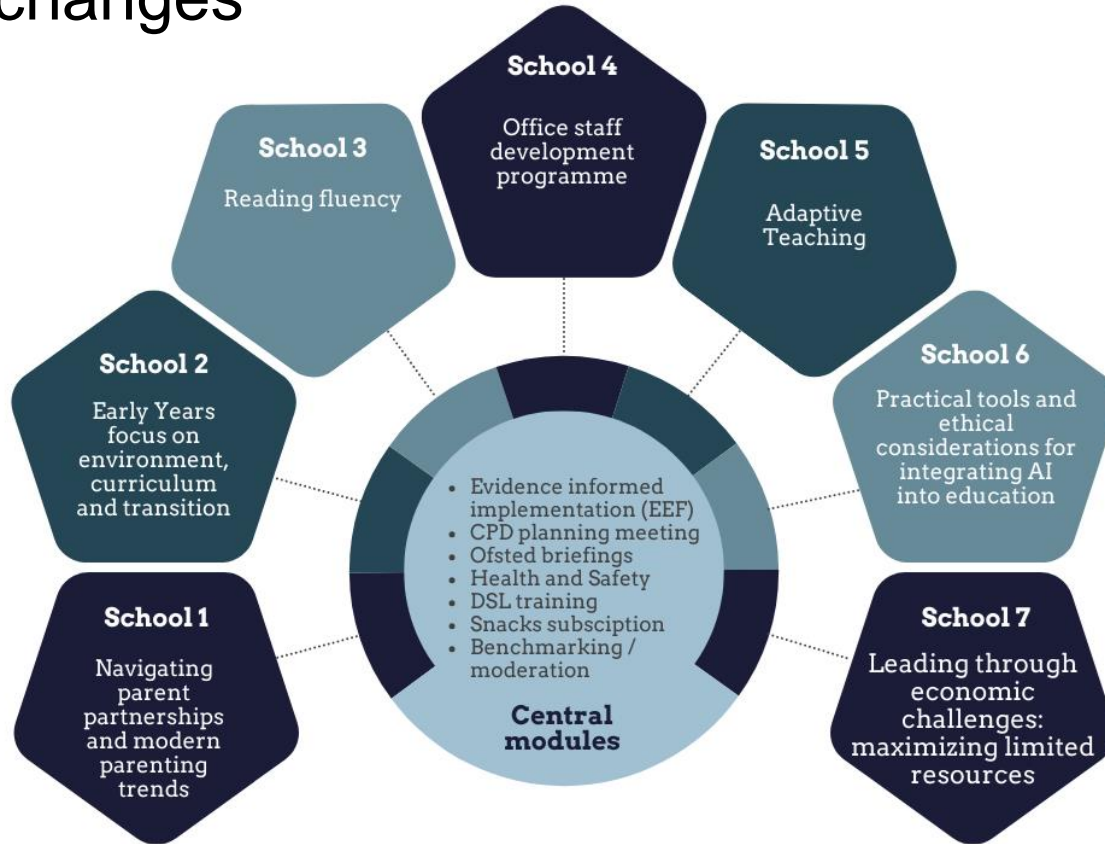 changes
School 4
Office staff
development
programme
School 3
Reading fluency
School 5
Adaptive
Teaching
School 2
Early Years
focus on
environment,
curriculum
and transition
School 6
Practical tools and
ethical
considerations for
integrating AI
into education
School 1
Navigating
parent
partnerships
and modern
parenting
trends
School 7
Leading through
economic
challenges:
maximizing limited
resources
• Evidence informed
implementation (EEF)
• CPD planning meeting
• Ofsted briefings
• Health and Safety
• DSL training
• Snacks subsciption
• Benchmarking /
moderation
Central
modules